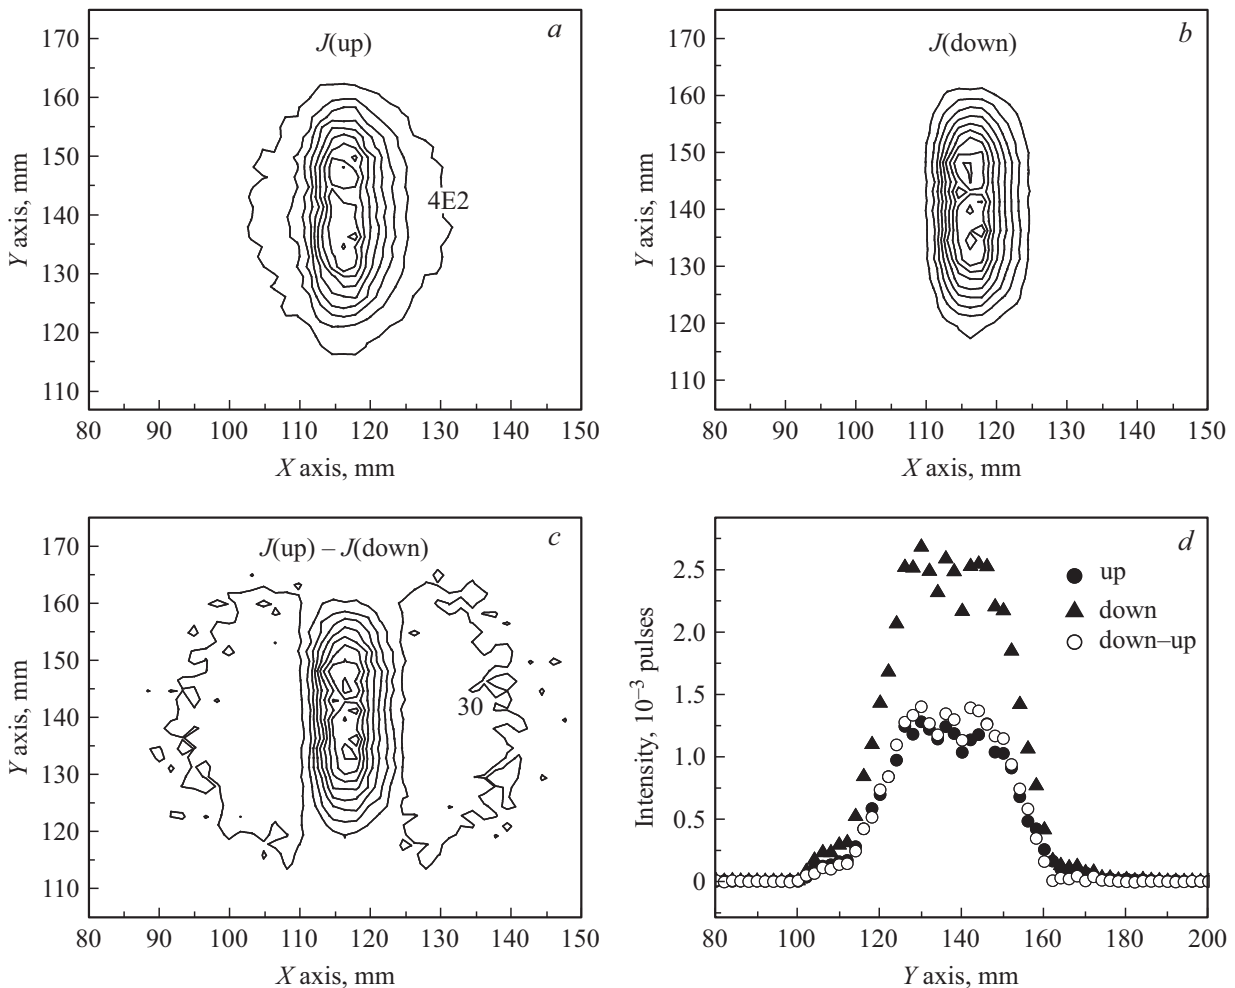 a
J(up)
170
160
150
140
130
120
110
Y axis, mm
4E2
80 90 100 110 120 130 140 150
X axis, mm
b
J(down)
170
160
150
140
130
120
110
Y axis, mm
80 90 100 110 120 130 140 150
X axis, mm
c
J(up) – J(down)
170
160
150
140
130
120
110
Y axis, mm
30
80 90 100 110 120 130 140 150
X axis, mm
d
2.5
2.0
1.5
1.0
0.5
0
Intensity, 10⁻³ pulses
up
down
down–up
80 100 120 140 160 180 200
Y axis, mm